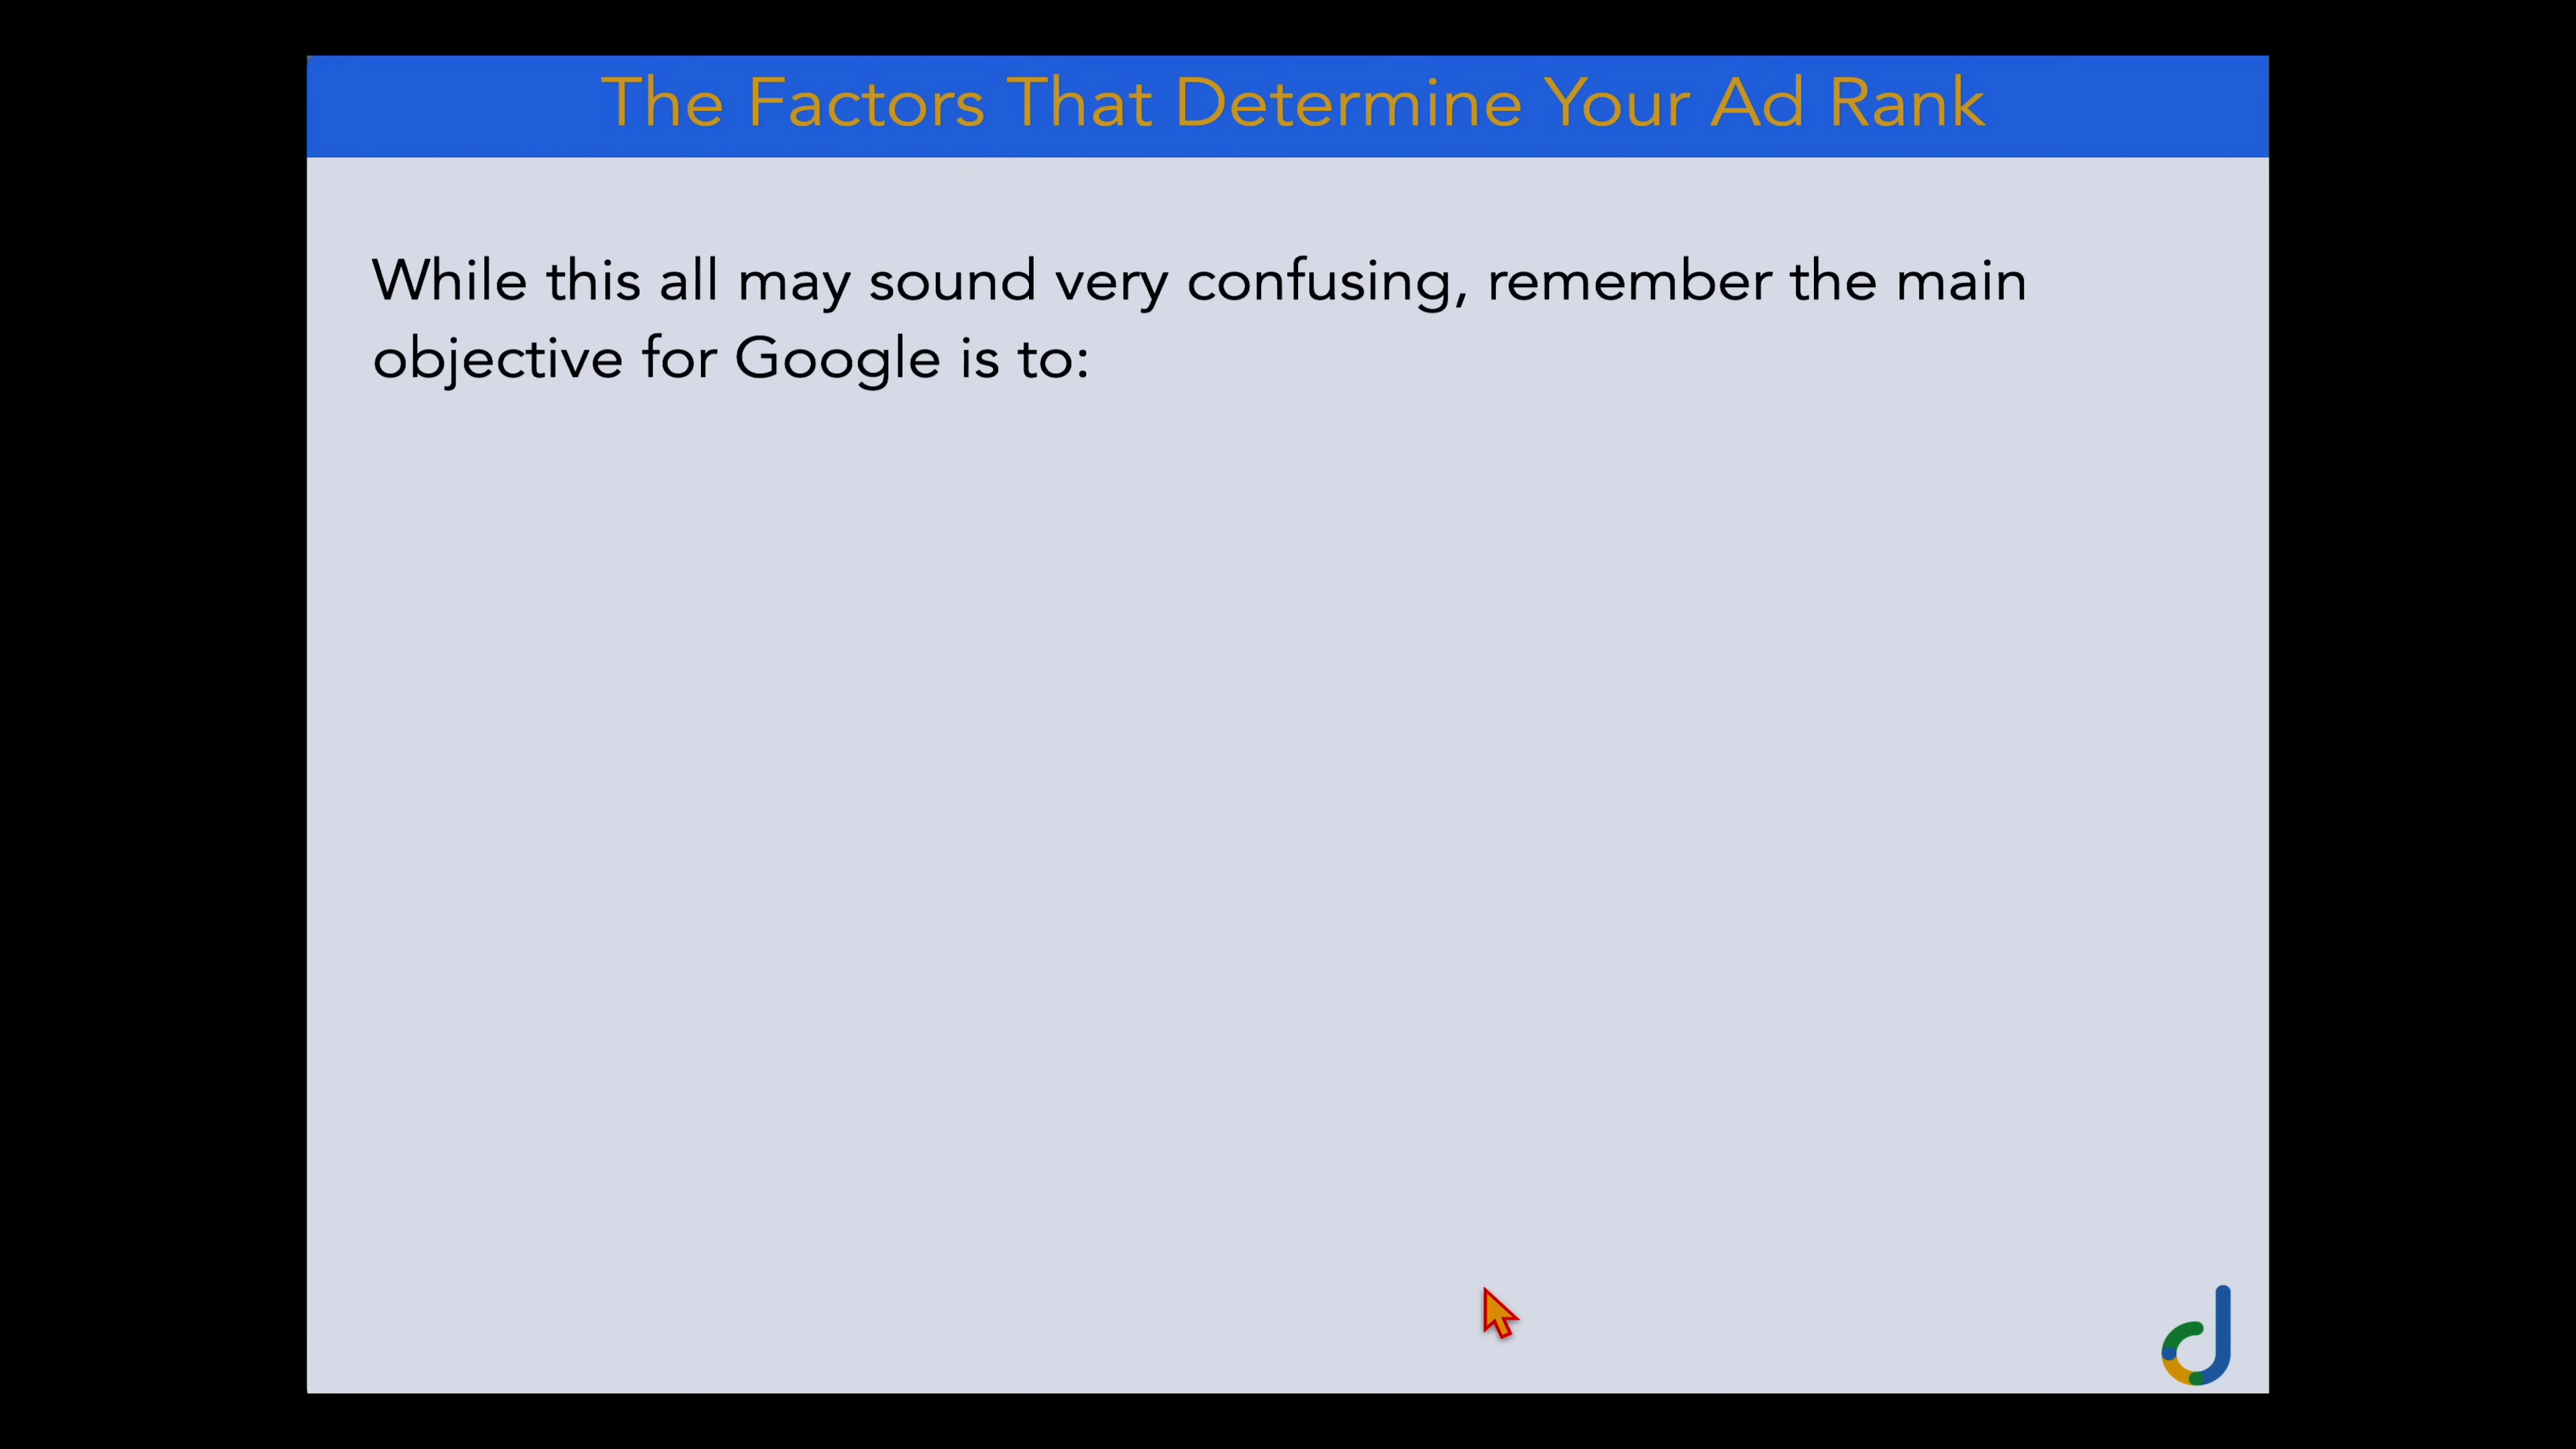 The Factors That Determine Your Ad Rank
While this all may sound very confusing, remember the main
objective for Google is to: